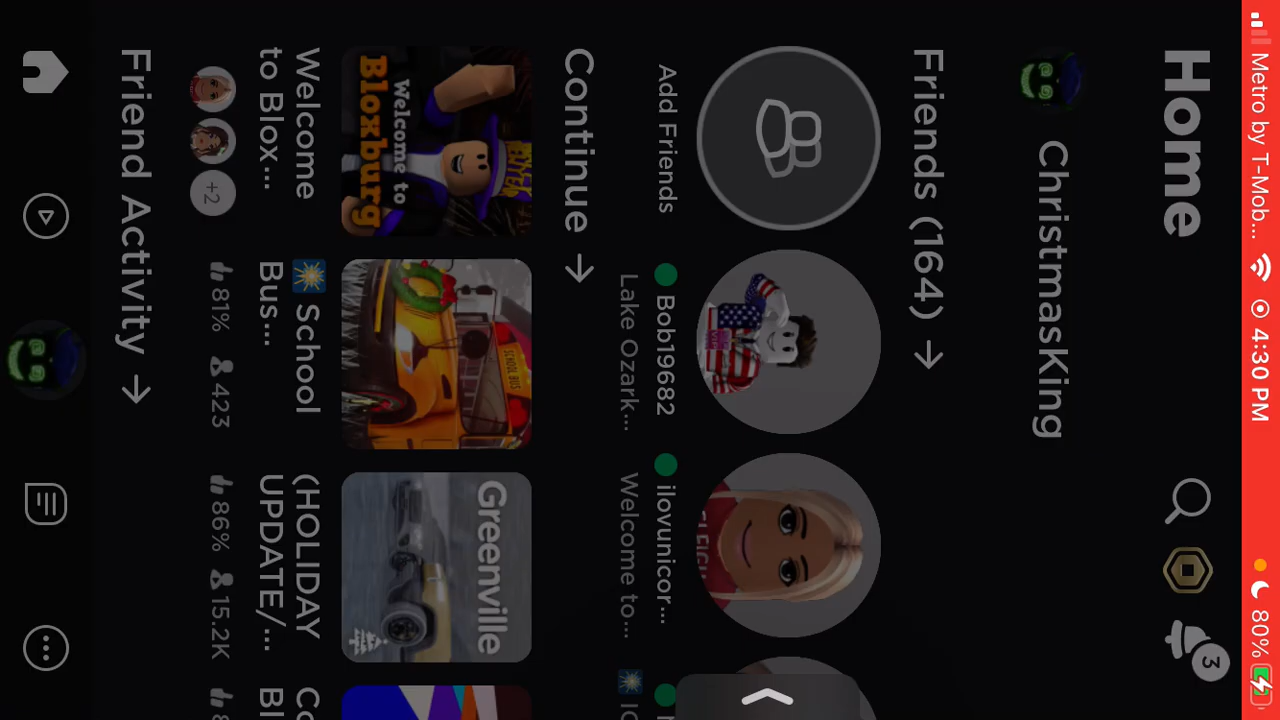 Metro by T-Mob... 4:30 PM 80%
Home
3
ChristmasKing
Friends (164) →
Add Friends
Bob19682
Lake Ozark...
ilovunicor...
Welcome to...
Continue →
Welcome to
Bloxburg
SCHOOL BUS
Greenville
Welcome
to Blox...
+2
School
Bus...
81% 423
(HOLIDAY
UPDATE/...
86% 15.2K
Friend Activity →